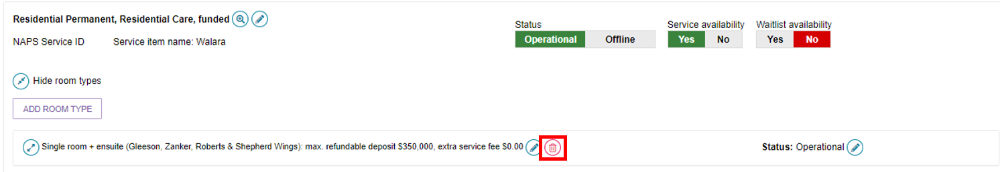 Residential Permanent, Residential Care, funded
Status
Service availability
Waitlist availability
NAPS Service ID
Service item name: Walara
Operational
Offline
Yes
No
Yes
No
Hide room types
ADD ROOM TYPE
Single room + ensuite (Gleeson, Zanker, Roberts & Shepherd Wings): max. refundable deposit $350,000, extra service fee $0.00
Status: Operational